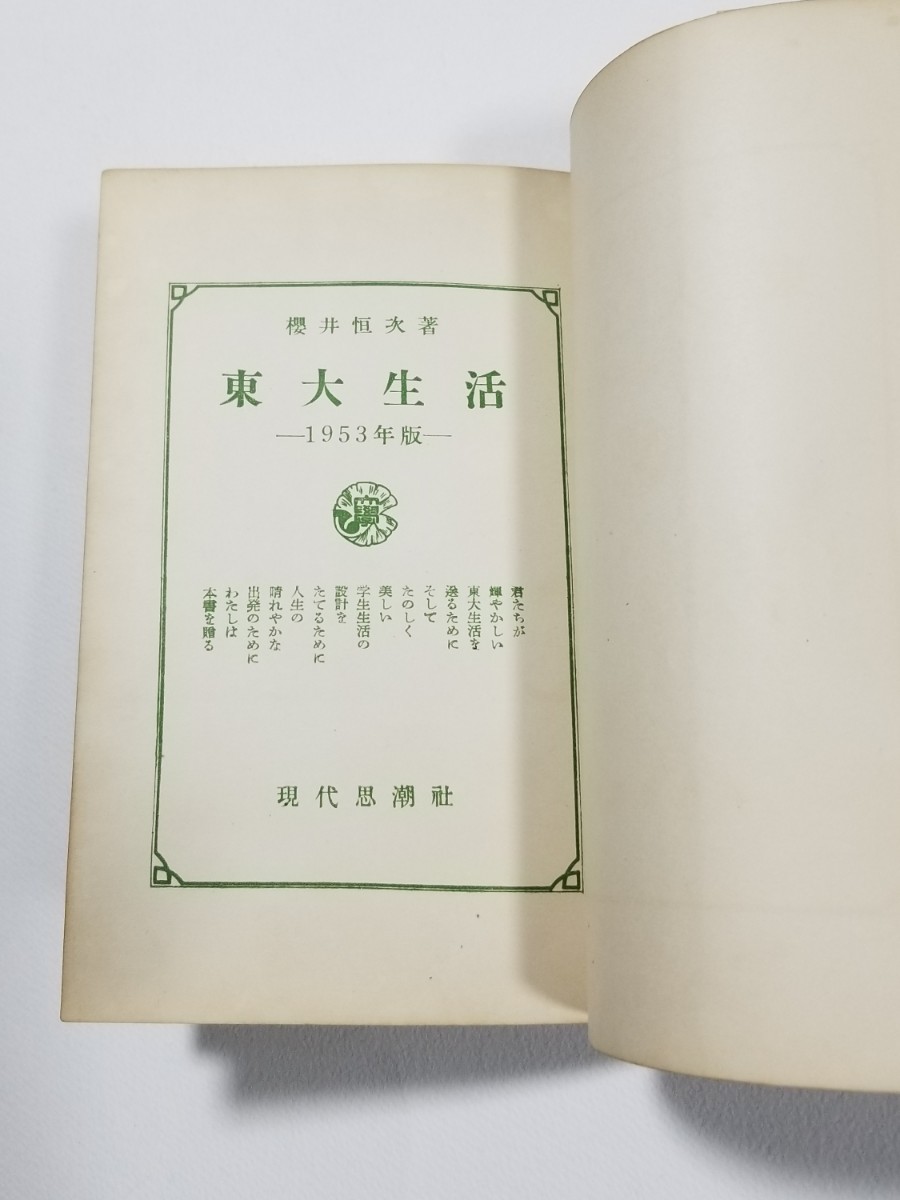 櫻井恒次著
東大生活
—1953年版—
君たちが
輝やかしい
東大生活を
送るために
そして
たのしく
美しい
学生生活の
設計を
たてるために
人生の
晴れやかな
出発のために
わたしは
本書を贈る
現代思潮社